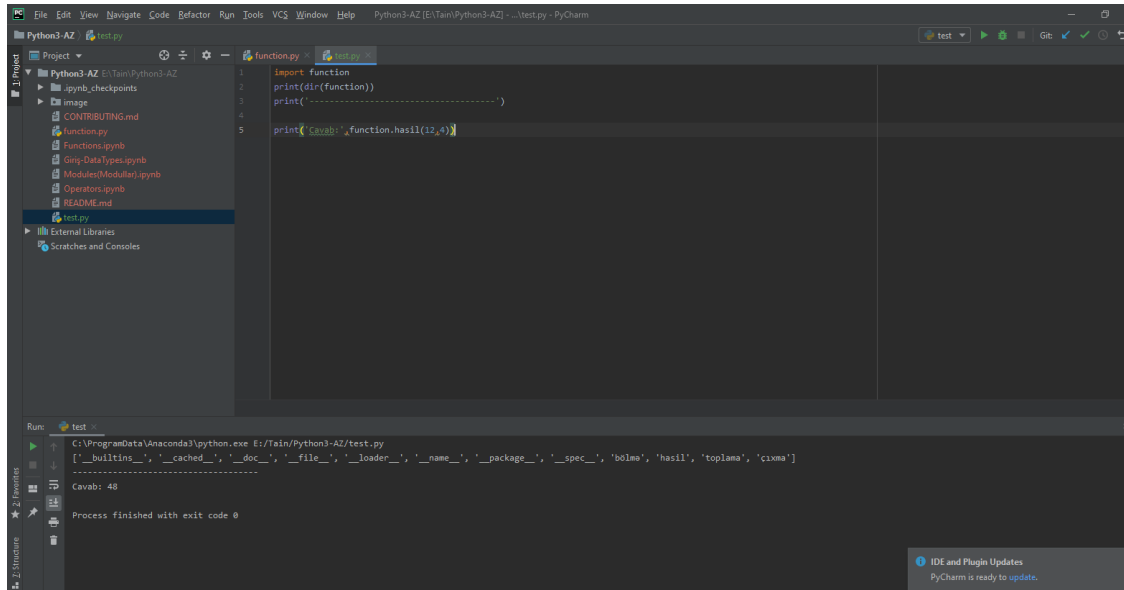 PC File Edit View Navigate Code Refactor Run Tools VCS Window Help Python3-AZ [E:\Tain\Python3-AZ] - ...\test.py - PyCharm
Python3-AZ test.py test Git:
1: Project
Project function.py test.py
Python3-AZ E:\Tain\Python3-AZ
.ipynb_checkpoints
image
CONTRIBUTING.md
function.py
Functions.ipynb
Giriş-DataTypes.ipynb
Modules(Modullar).ipynb
Operators.ipynb
README.md
test.py
External Libraries
Scratches and Consoles
1 import function
2 print(dir(function))
3 print('-------------------------------------')
4
5 print('Cavab:',function.hasil(12,4))
Run: test
C:\ProgramData\Anaconda3\python.exe E:/Tain/Python3-AZ/test.py
['__builtins__', '__cached__', '__doc__', '__file__', '__loader__', '__name__', '__package__', '__spec__', 'bölmə', 'hasil', 'toplama', 'çıxma']
-------------------------------------
Cavab: 48
Process finished with exit code 0
2: Favorites
7: Structure
IDE and Plugin Updates
PyCharm is ready to update.